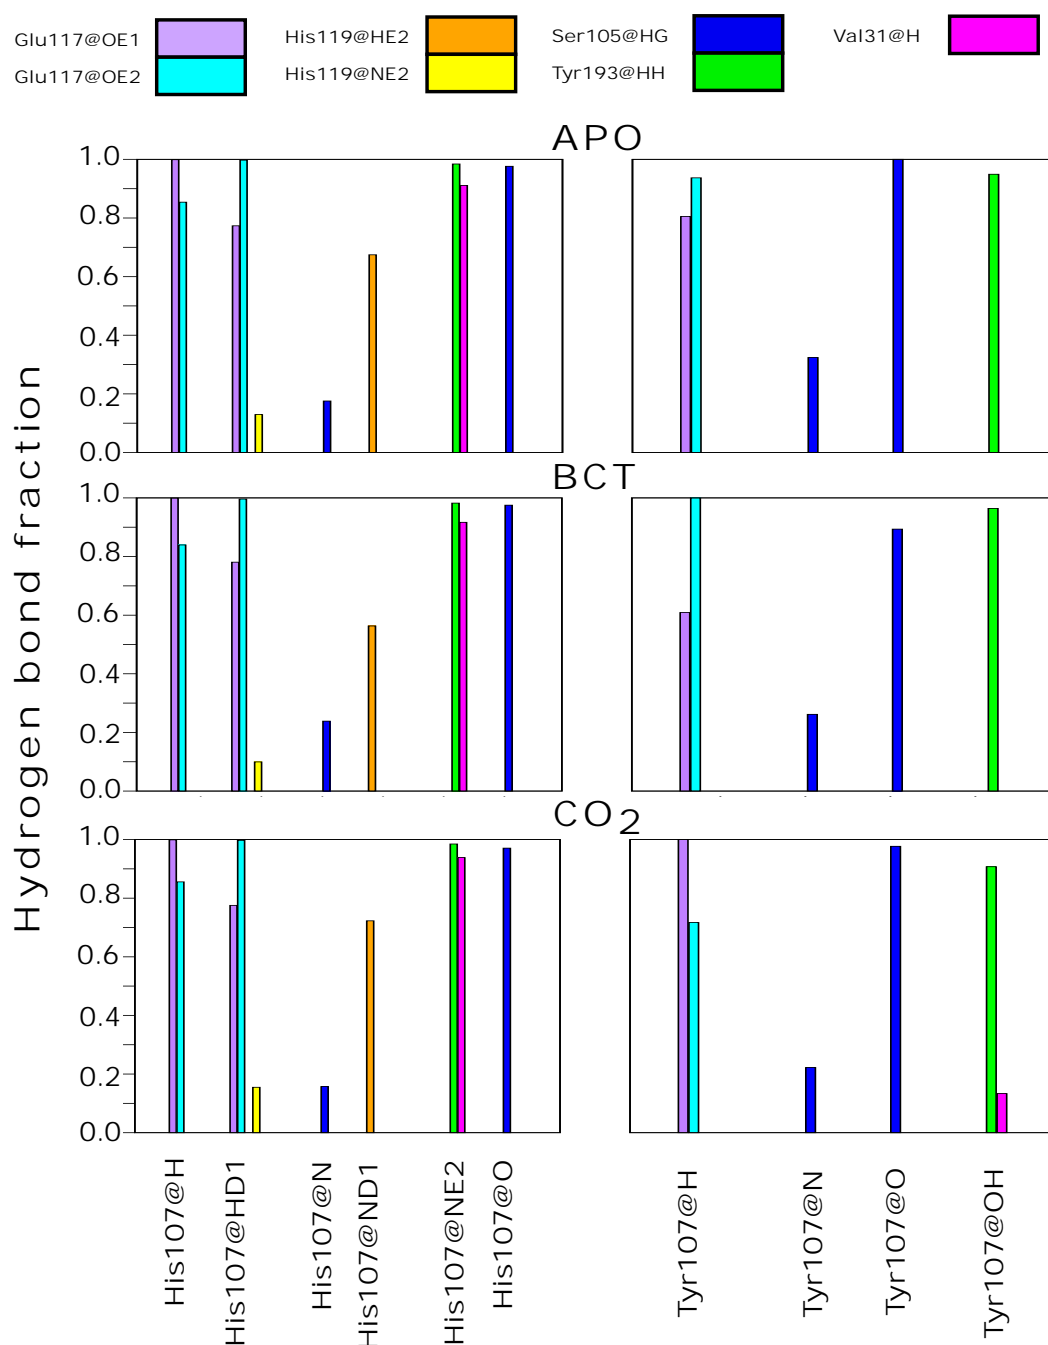 Glu117@OE1
Glu117@OE2
His119@HE2
His119@NE2
Ser105@HG
Tyr193@HH
Val31@H
Hydrogen bond fraction
APO
1.0
0.8
0.6
0.4
0.2
0.0
BCT
1.0
0.8
0.6
0.4
0.2
0.0
CO2
1.0
0.8
0.6
0.4
0.2
0.0
His107@H
His107@HD1
His107@N
His107@ND1
His107@NE2
His107@O
Tyr107@H
Tyr107@N
Tyr107@O
Tyr107@OH